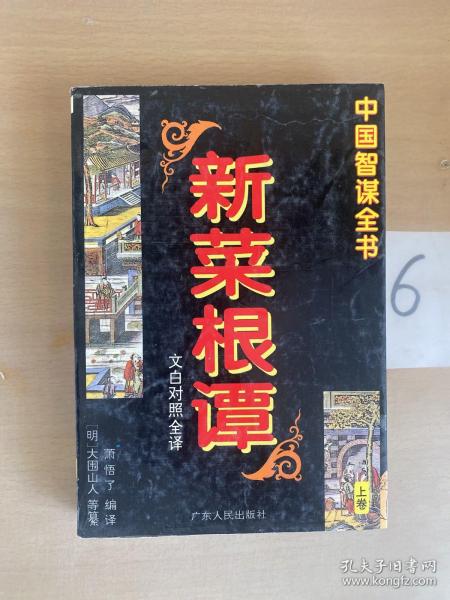 中国智谋全书
新菜根谭
文白对照全译
[明]大围山人 等纂
萧悟了 编译
上卷
广东人民出版社
6
孔夫子旧书网
www.kongfz.com